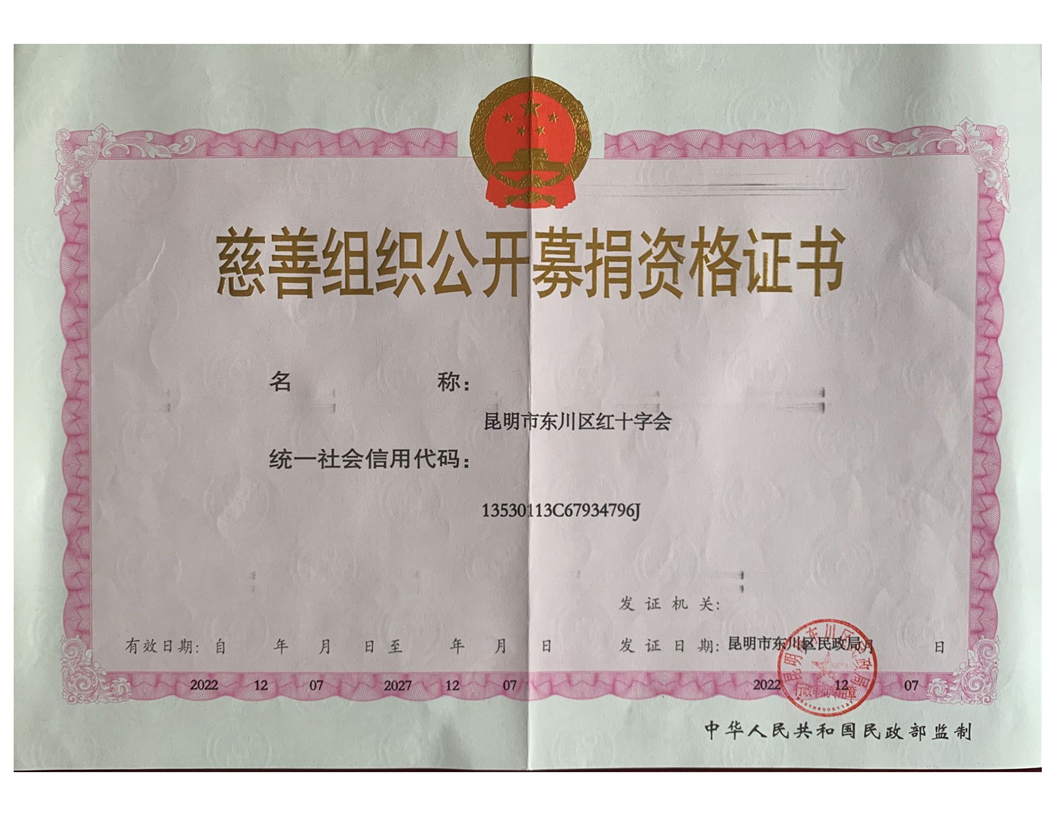 慈善组织公开募捐资格证书
名 称：
昆明市东川区红十字会
统一社会信用代码：
13530113C67934796J
发 证 机 关：
有效日期：自 年 月 日至 年 月 日
发 证 日 期：昆明市东川区民政局月 日
2022 12 07 2027 12 07
2022 12 07
中华人民共和国民政部监制